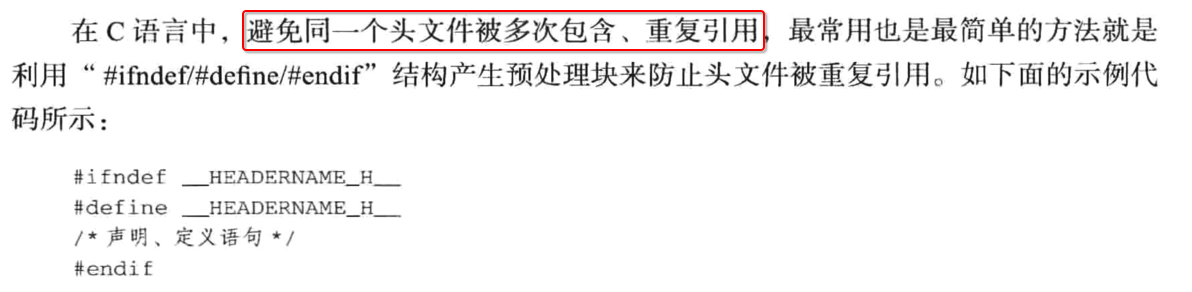 在 C 语言中，避免同一个头文件被多次包含、重复引用，最常用也是最简单的方法就是
利用“ #ifndef/#define/#endif”结构产生预处理块来防止头文件被重复引用。如下面的示例代
码所示：
#ifndef __HEADERNAME_H__
#define __HEADERNAME_H__
/* 声明、定义语句 */
#endif